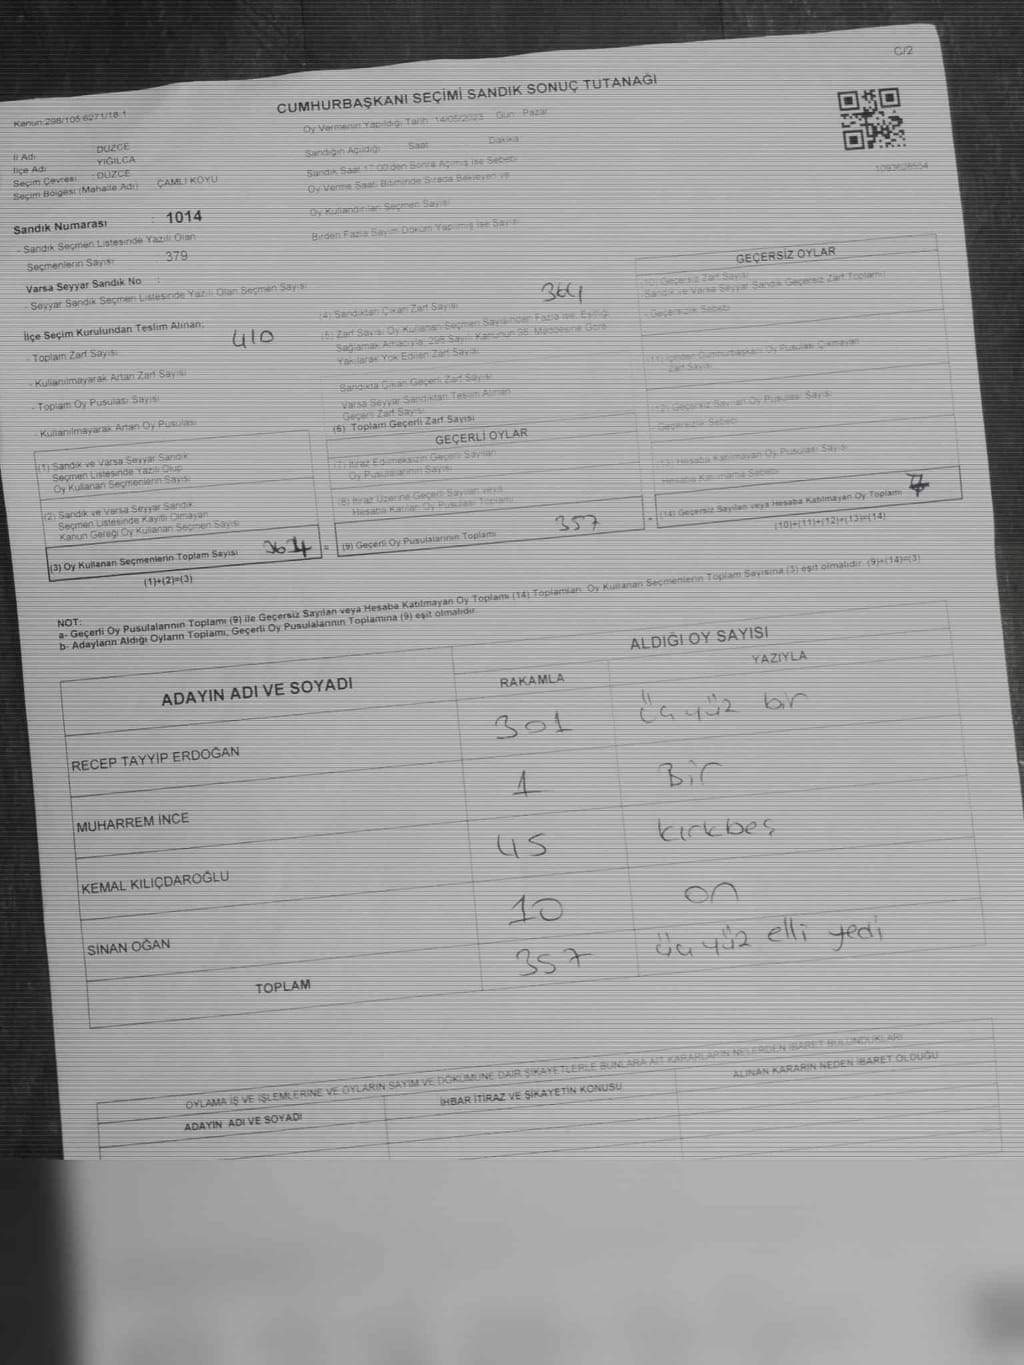 C/2
CUMHURBAŞKANI SEÇİMİ SANDIK SONUÇ TUTANAĞI
Kanun:298/105 6271/18.1
Oy Vermenin Yapıldığı Tarih: 14/05/2023 Gün: Pazar
İl Adı : DÜZCE
İlçe Adı : YIĞILCA
Seçim Çevresi : DÜZCE
Seçim Bölgesi (Mahalle Adı) : ÇAMLI KÖYÜ
Sandığın Açıldığı Saat Dakika
Sandık Saat 17:00'den Sonra Açılmış İse Sebebi
Oy Verme Saati Bitiminde Sırada Bekleyen ve
Oy Kullandırılan Seçmen Sayısı
Birden Fazla Sayım Döküm Yapılmış İse Sayısı
1093628554
Sandık Numarası : 1014
- Sandık Seçmen Listesinde Yazılı Olan
Seçmenlerin Sayısı : 379
Varsa Seyyar Sandık No :
- Seyyar Sandık Seçmen Listesinde Yazılı Olan Seçmen Sayısı
İlçe Seçim Kurulundan Teslim Alınan;
- Toplam Zarf Sayısı 410
- Kullanılmayarak Artan Zarf Sayısı
- Toplam Oy Pusulası Sayısı
- Kullanılmayarak Artan Oy Pusulası
(4) Sandıktan Çıkan Zarf Sayısı 364
(5) Zarf Sayısı Oy Kullanan Seçmen Sayısından Fazla ise, Eşitliği
Sağlamak Amacıyla, 298 Sayılı Kanunun 98. Maddesine Göre
Yakılarak Yok Edilen Zarf Sayısı
Sandıkta Çıkan Geçerli Zarf Sayısı
Varsa Seyyar Sandıktan Teslim Alınan
Geçerli Zarf Sayısı
(6) Toplam Geçerli Zarf Sayısı
GEÇERSİZ OYLAR
(10) Geçersiz Zarf Sayısı
(Sandık ve Varsa Seyyar Sandık Geçersiz Zarf Toplamı)
- Geçersizlik Sebebi
(11) İçinden Cumhurbaşkanı Oy Pusulası Çıkmayan
Zarf Sayısı
(12) Geçersiz Sayılan Oy Pusulası Sayısı
Geçersizlik Sebebi
(13) Hesaba Katılmayan Oy Pusulası Sayısı
Hesaba Katılmama Sebebi
(14) Geçersiz Sayılan veya Hesaba Katılmayan Oy Toplamı 7
(10)+(11)+(12)+(13)=(14)
(1) Sandık ve Varsa Seyyar Sandık
Seçmen Listesinde Yazılı Olup
Oy Kullanan Seçmenlerin Sayısı
(2) Sandık ve Varsa Seyyar Sandık
Seçmen Listesinde Kayıtlı Olmayan
Kanun Gereği Oy Kullanan Seçmen Sayısı
(3) Oy Kullanan Seçmenlerin Toplam Sayısı
(1)+(2)=(3)
GEÇERLİ OYLAR
(7) İtiraz Edilmeksizin Geçerli Sayılan
Oy Pusulalarının Sayısı
(8) İtiraz Üzerine Geçerli Sayılan veya
Hesaba Katılan Oy Pusulası Toplamı
= (9) Geçerli Oy Pusulalarının Toplamı 357
NOT:
a- Geçerli Oy Pusulalarının Toplamı (9) ile Geçersiz Sayılan veya Hesaba Katılmayan Oy Toplamı (14) Toplamları, Oy Kullanan Seçmenlerin Toplam Sayısına (3) eşit olmalıdır. (9)+(14)=(3)
b- Adayların Aldığı Oyların Toplamı, Geçerli Oy Pusulalarının Toplamına (9) eşit olmalıdır.
ADAYIN ADI VE SOYADI
ALDIĞI OY SAYISI
RAKAMLA YAZIYLA
RECEP TAYYİP ERDOĞAN 301 üçyüz bir
MUHARREM İNCE 1 Bir
KEMAL KILIÇDAROĞLU 45 kırkbeş
SİNAN OĞAN 10 on
TOPLAM 357 üçyüz elli yedi
OYLAMA İŞ VE İŞLEMLERİNE VE OYLARIN SAYIM VE DÖKÜMÜNE DAİR ŞİKAYETLERLE BUNLARA AİT KARARLARIN NELERDEN İBARET BULUNDUKLARI
ADAYIN ADI VE SOYADI İHBAR İTİRAZ VE ŞİKAYETİN KONUSU ALINAN KARARIN NEDEN İBARET OLDUĞU